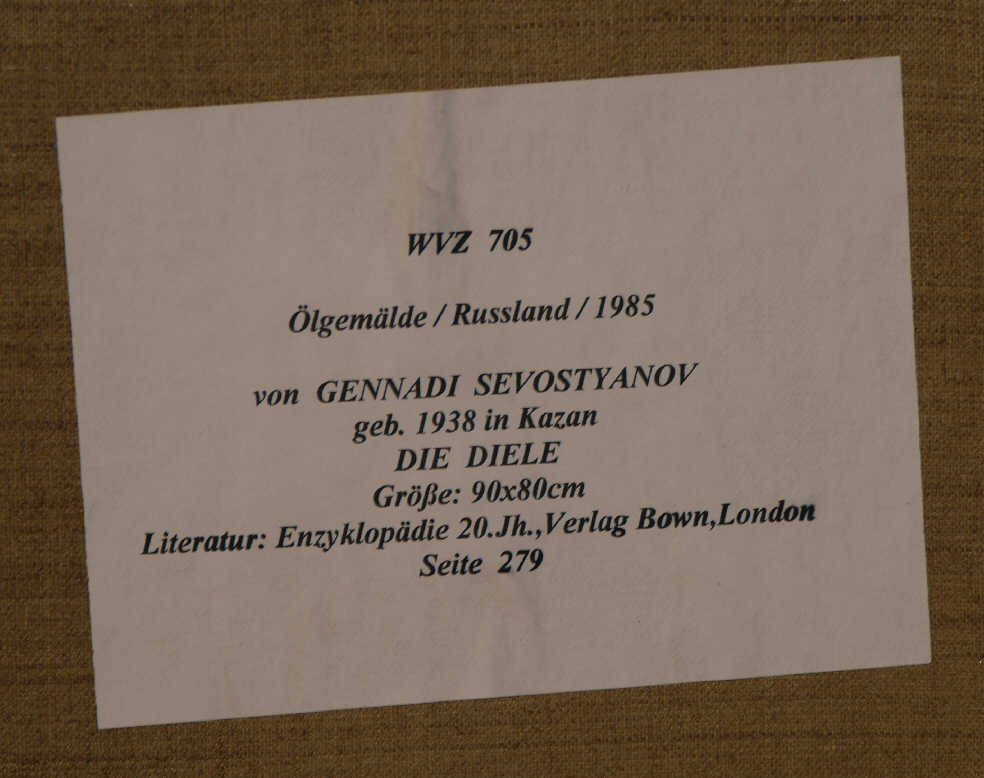 WVZ 705
Ölgemälde / Russland / 1985
von GENNADI SEVOSTYANOV
geb. 1938 in Kazan
DIE DIELE
Größe: 90x80cm
Literatur: Enzyklopädie 20.Jh.,Verlag Bown,London
Seite 279